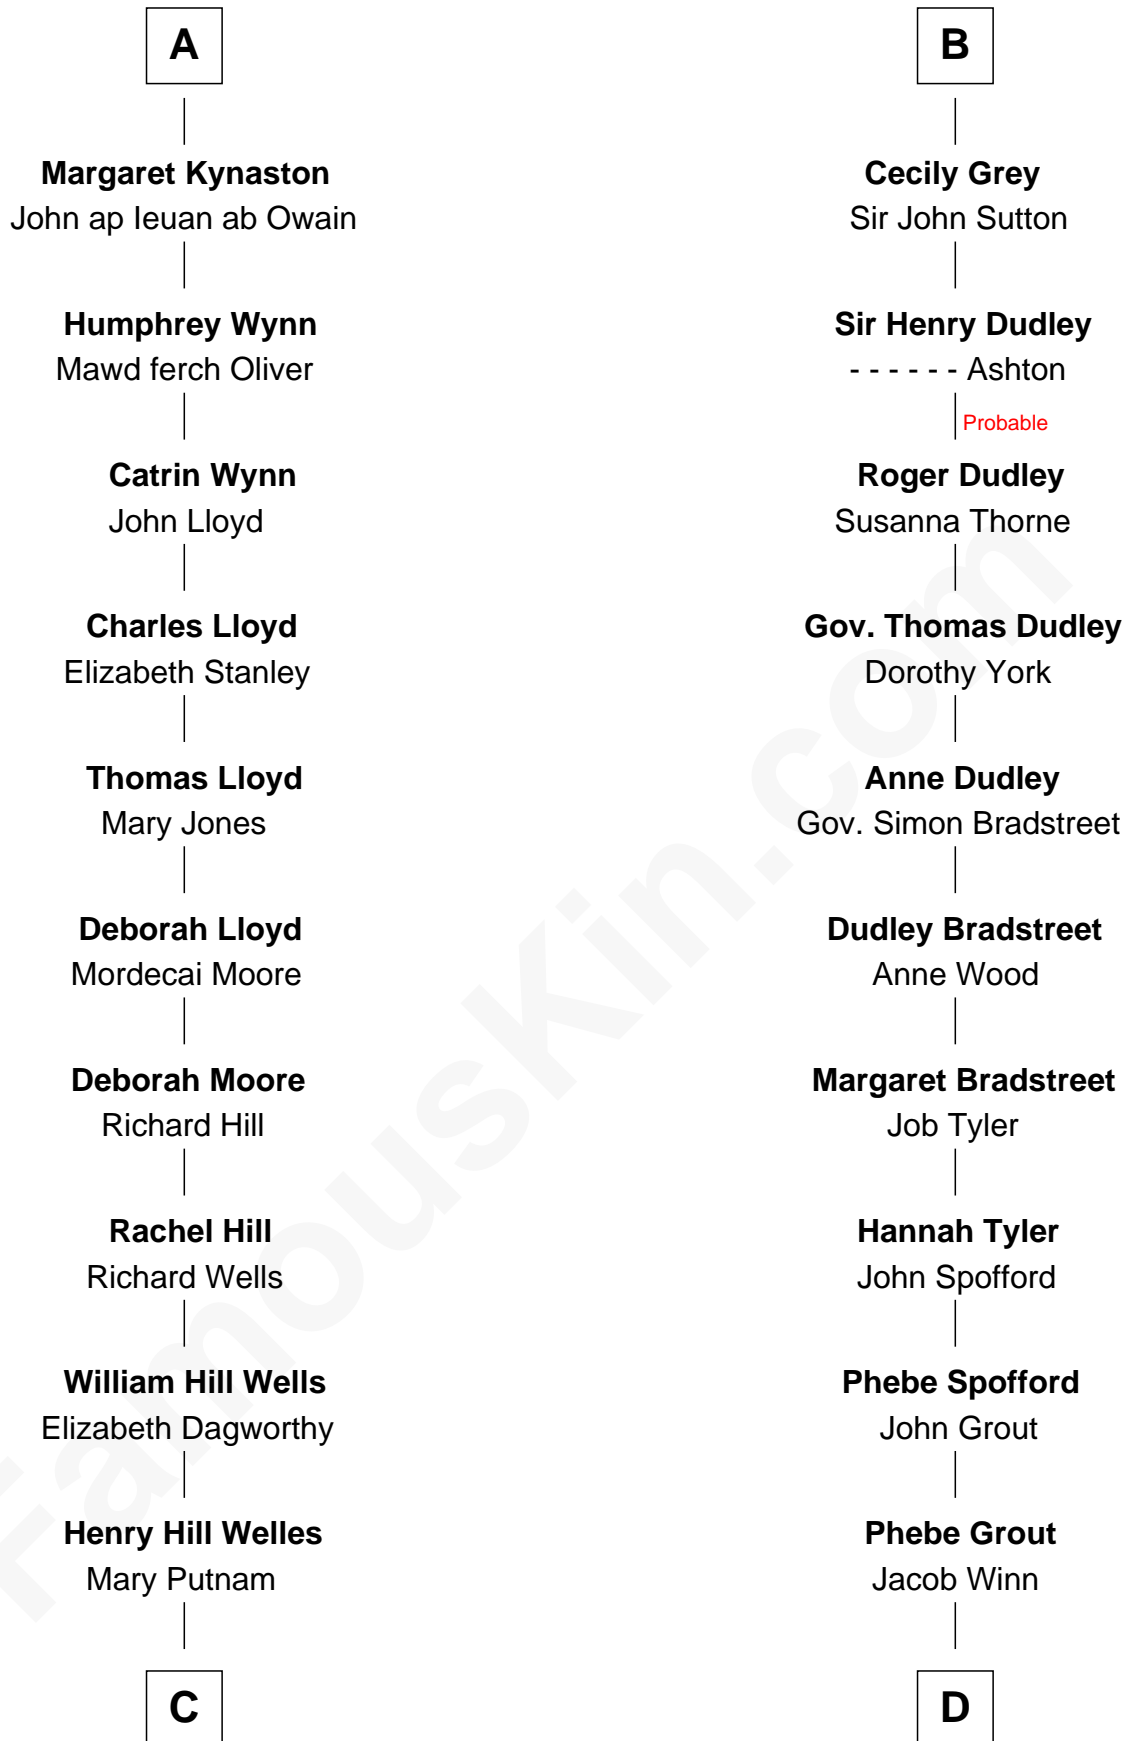 A
Margaret Kynaston
John ap Ieuan ab Owain
Humphrey Wynn
Mawd ferch Oliver
Catrin Wynn
John Lloyd
Charles Lloyd
Elizabeth Stanley
Thomas Lloyd
Mary Jones
Deborah Lloyd
Mordecai Moore
Deborah Moore
Richard Hill
Rachel Hill
Richard Wells
William Hill Wells
Elizabeth Dagworthy
Henry Hill Welles
Mary Putnam
C
B
Cecily Grey
Sir John Sutton
Sir Henry Dudley
- - - - - - Ashton
Probable
Roger Dudley
Susanna Thorne
Gov. Thomas Dudley
Dorothy York
Anne Dudley
Gov. Simon Bradstreet
Dudley Bradstreet
Anne Wood
Margaret Bradstreet
Job Tyler
Hannah Tyler
John Spofford
Phebe Spofford
John Grout
Phebe Grout
Jacob Winn
D
FamousKin.com